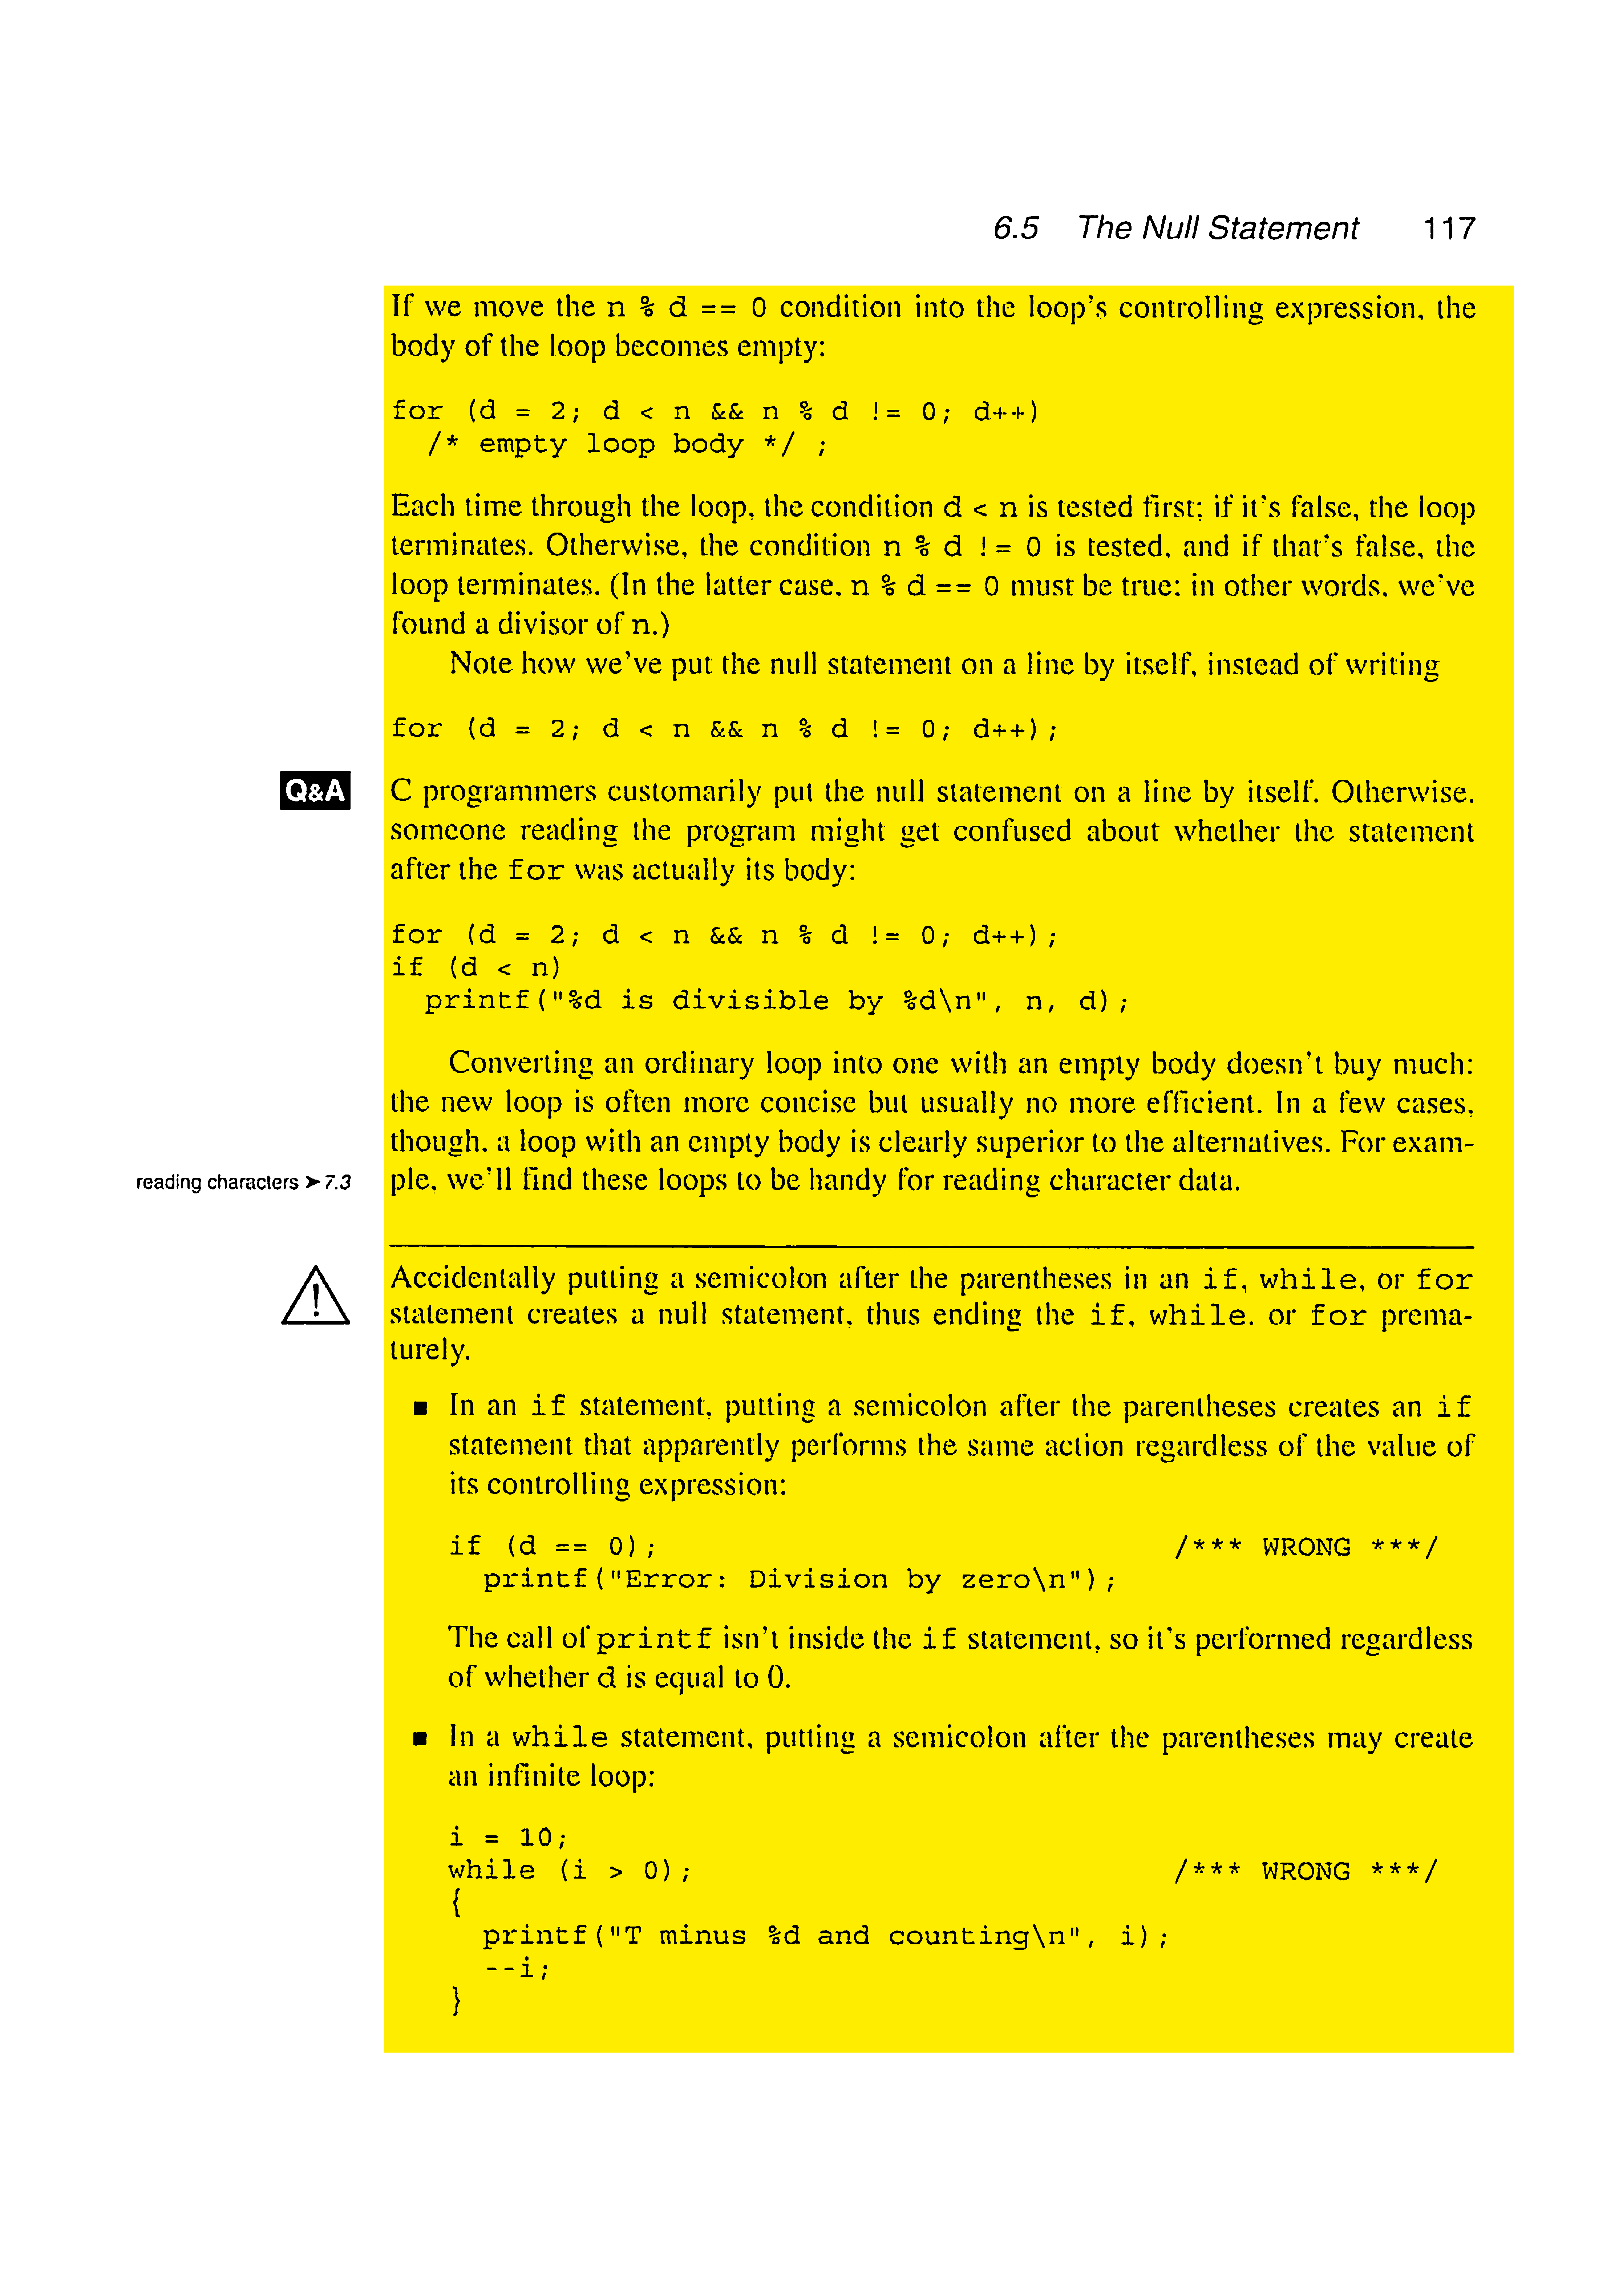 6.5 The Null Statement 117
If we move the n % d == 0 condition into the loop's controlling expression, the
body of the loop becomes empty:
for (d = 2; d < n && n % d != 0; d++)
/* empty loop body */ ;
Each time through the loop, the condition d < n is tested first; if it's false, the loop
terminates. Otherwise, the condition n % d != 0 is tested, and if that's false, the
loop terminates. (In the latter case, n % d == 0 must be true; in other words, we've
found a divisor of n.)
Note how we've put the null statement on a line by itself, instead of writing
for (d = 2; d < n && n % d != 0; d++);
Q&A
C programmers customarily put the null statement on a line by itself. Otherwise,
someone reading the program might get confused about whether the statement
after the for was actually its body:
for (d = 2; d < n && n % d != 0; d++);
if (d < n)
printf("%d is divisible by %d\n", n, d);
Converting an ordinary loop into one with an empty body doesn't buy much:
the new loop is often more concise but usually no more efficient. In a few cases,
though, a loop with an empty body is clearly superior to the alternatives. For exam-
reading characters ➤ 7.3
ple, we'll find these loops to be handy for reading character data.
Accidentally putting a semicolon after the parentheses in an if, while, or for
statement creates a null statement, thus ending the if, while, or for prema-
turely.
■ In an if statement, putting a semicolon after the parentheses creates an if
statement that apparently performs the same action regardless of the value of
its controlling expression:
if (d == 0); /*** WRONG ***/
printf("Error: Division by zero\n");
The call of printf isn't inside the if statement, so it's performed regardless
of whether d is equal to 0.
■ In a while statement, putting a semicolon after the parentheses may create
an infinite loop:
i = 10;
while (i > 0); /*** WRONG ***/
{
printf("T minus %d and counting\n", i);
--i;
}